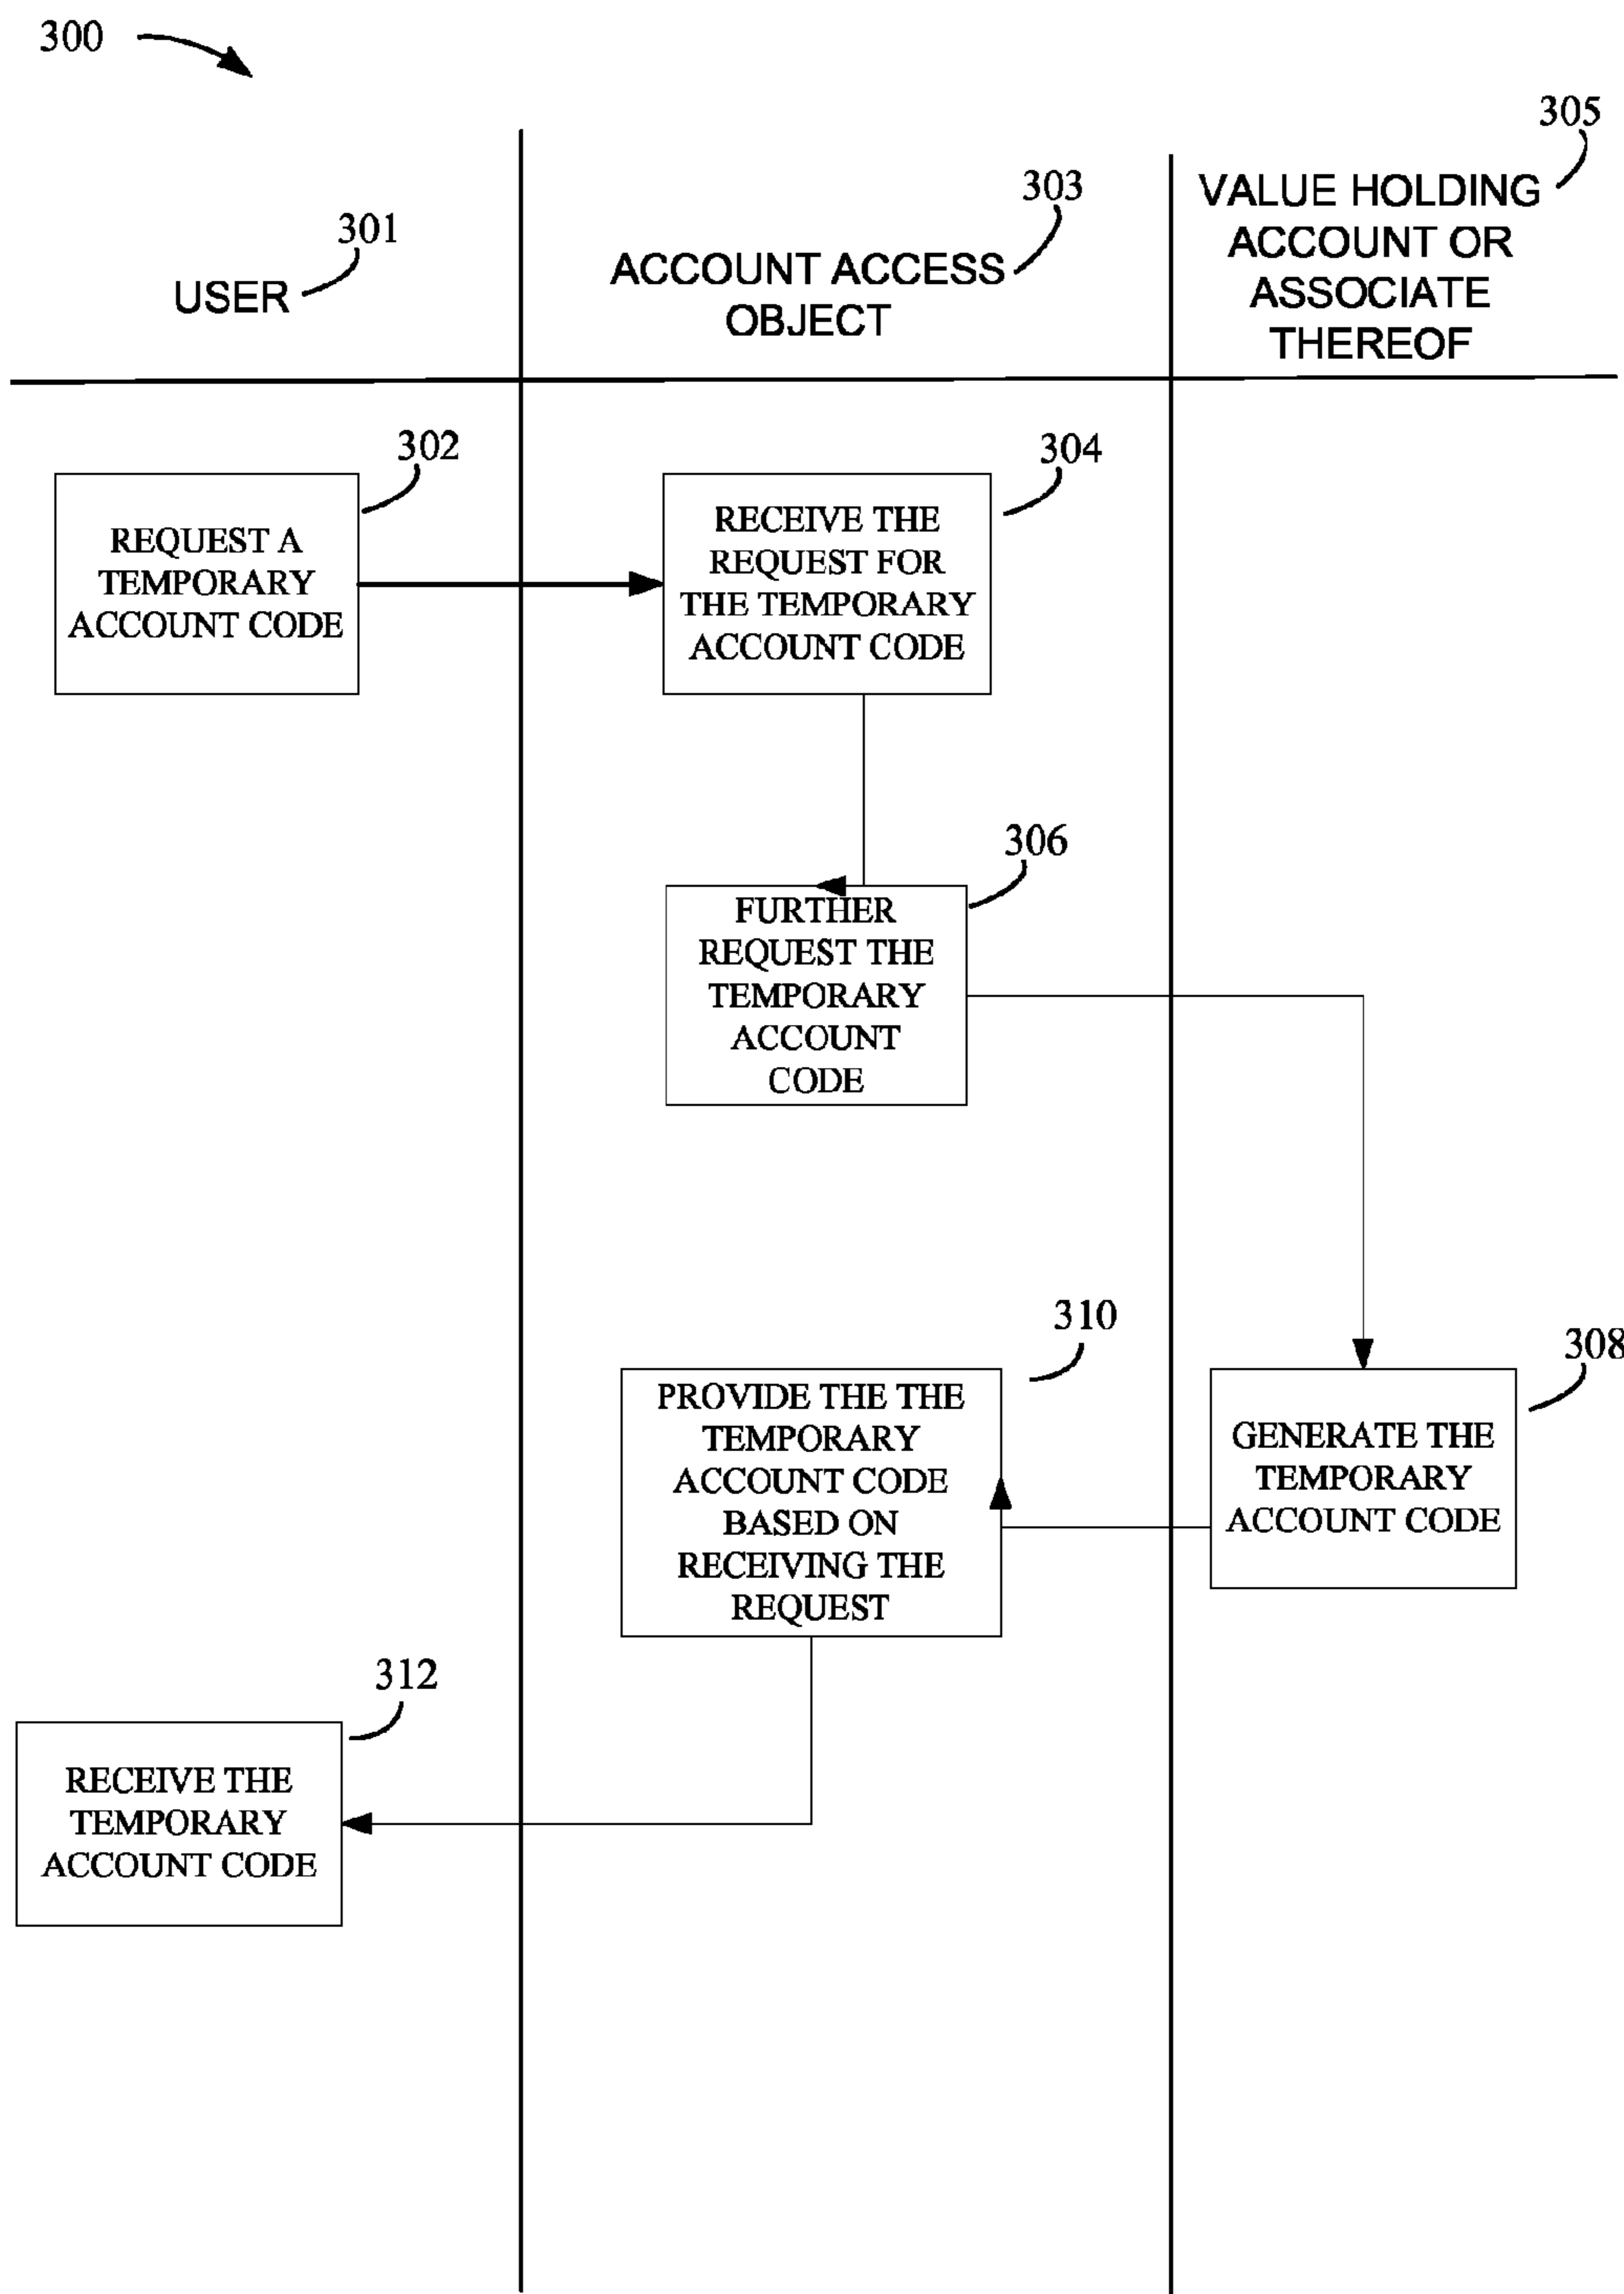 300
305
303
VALUE HOLDING
301
ACCOUNT OR
ACCOUNT ACCESS
USER
ASSOCIATE
OBJECT
THEREOF
302
304
REQUEST A
TEMPORARY
ACCOUNT CODE
RECEIVE THE
REQUEST FOR
THE TEMPORARY
ACCOUNT CODE
306
FURTHER
REQUEST THE
TEMPORARY
ACCOUNT
CODE
310
308
PROVIDE THE THE
TEMPORARY
ACCOUNT CODE
BASED ON
RECEIVING THE
REQUEST
GENERATE THE
TEMPORARY
ACCOUNT CODE
312
RECEIVE THE
TEMPORARY
ACCOUNT CODE